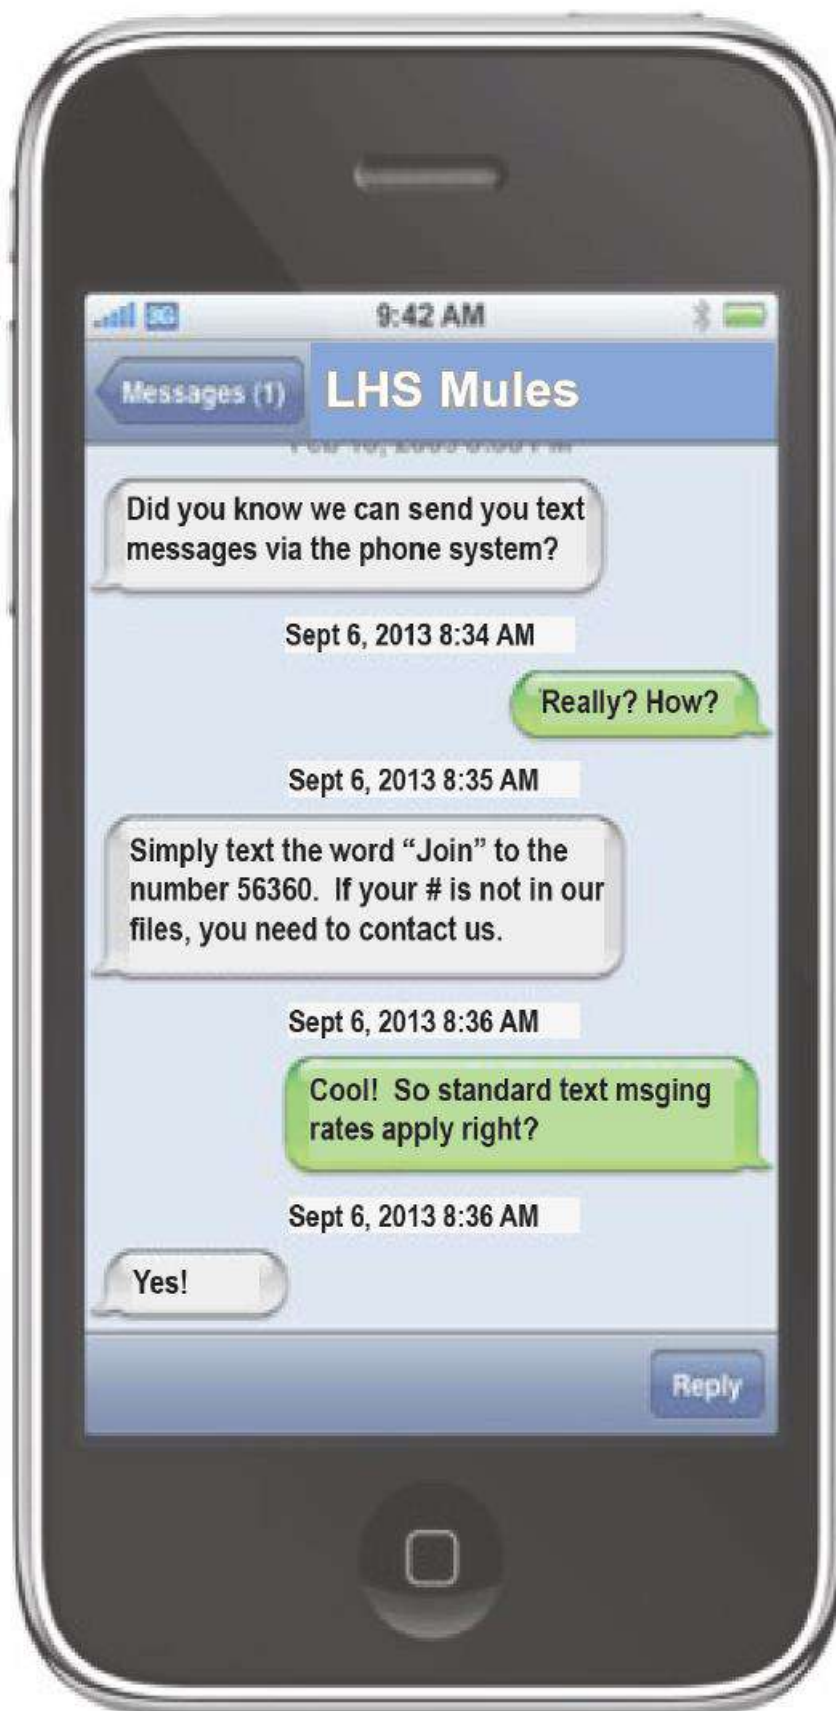 9:42 AM
Messages (1)
LHS Mules
Did you know we can send you text
messages via the phone system?
Sept 6, 2013 8:34 AM
Really? How?
Sept 6, 2013 8:35 AM
Simply text the word “Join” to the
number 56360.  If your # is not in our
files, you need to contact us.
Sept 6, 2013 8:36 AM
Cool!  So standard text msging
rates apply right?
Sept 6, 2013 8:36 AM
Yes!
Reply